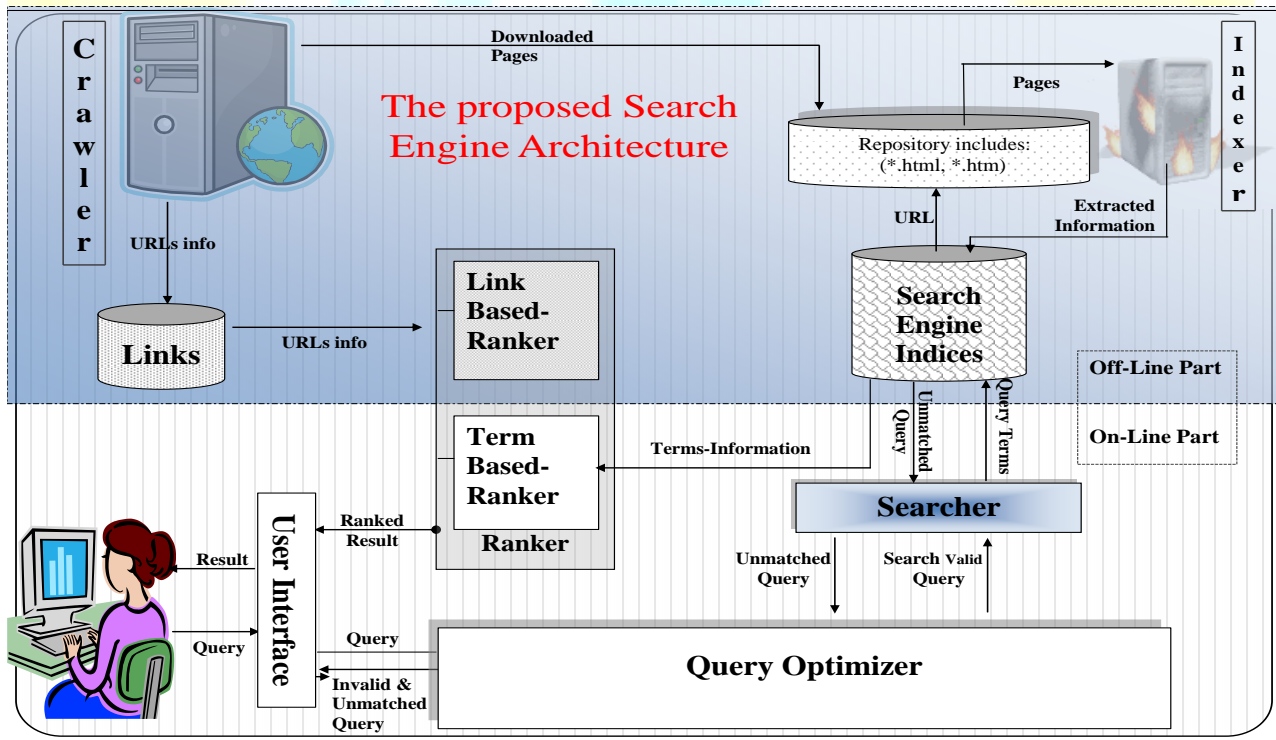 Crawler
Downloaded
Pages
The proposed Search
Engine Architecture
Pages
Indexer
Repository includes:
(*.html, *.htm)
URL
Extracted
Information
URLs info
Links
URLs info
Link
Based-
Ranker
Search
Engine
Indices
Off-Line Part
On-Line Part
Term
Based-
Ranker
Ranker
Terms-Information
Unmatched
Query
Query Terms
Searcher
Ranked
Result
Result
User Interface
Query
Unmatched
Query
Search Valid
Query
Query
Invalid &
Unmatched
Query
Query Optimizer